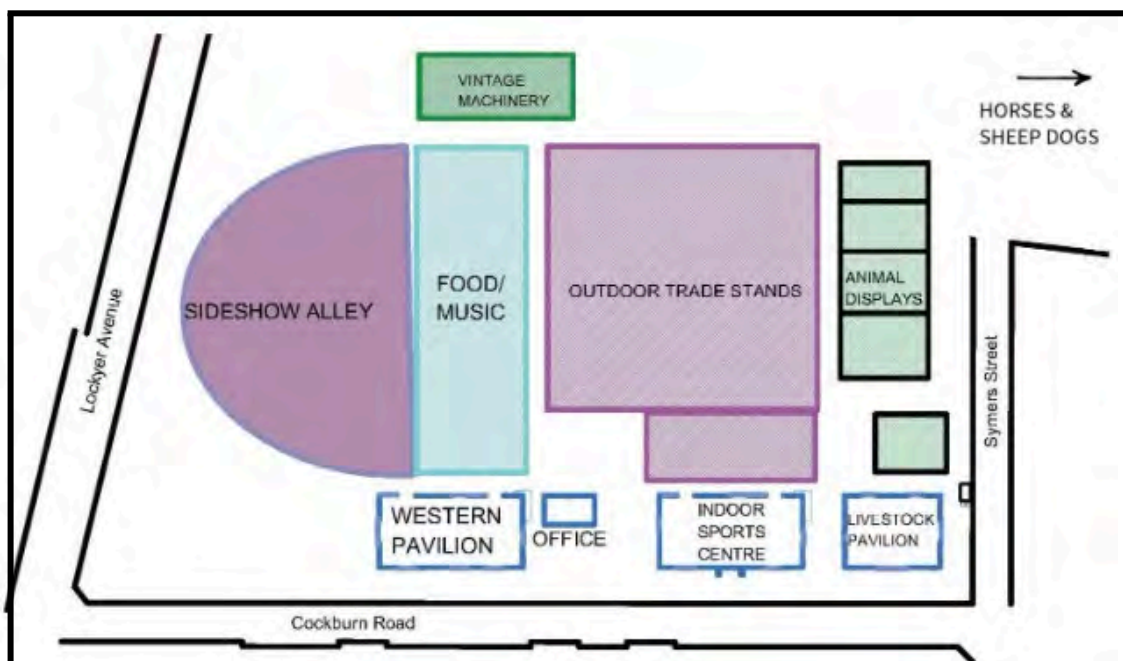 VINTAGE
MACHINERY
HORSES &
SHEEP DOGS
Lockyer Avenue
SIDESHOW ALLEY
FOOD/
MUSIC
OUTDOOR TRADE STANDS
ANIMAL
DISPLAYS
Symers Street
WESTERN
PAVILION
OFFICE
INDOOR
SPORTS
CENTRE
LIVESTOCK
PAVILION
Cockburn Road